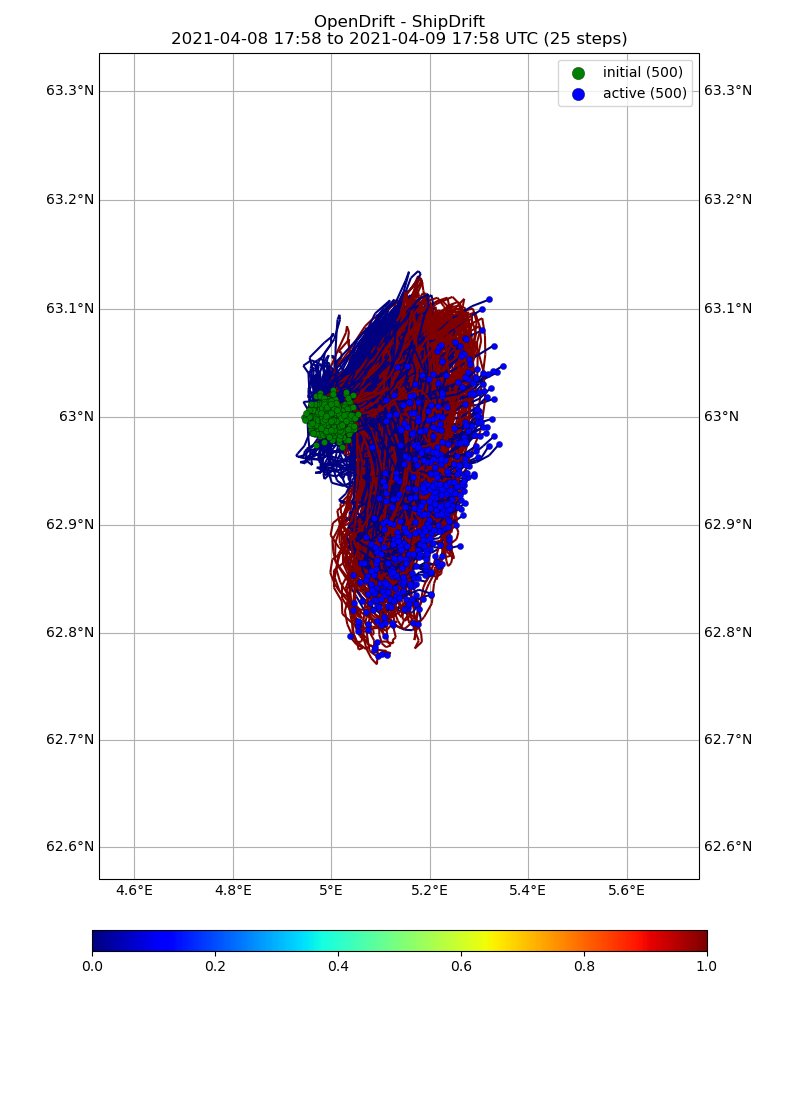 OpenDrift - ShipDrift
2021-04-08 17:58 to 2021-04-09 17:58 UTC (25 steps)
initial (500)
active (500)
63.3°N 63.3°N
63.2°N 63.2°N
63.1°N 63.1°N
63°N 63°N
62.9°N 62.9°N
62.8°N 62.8°N
62.7°N 62.7°N
62.6°N 62.6°N
4.6°E 4.8°E 5°E 5.2°E 5.4°E 5.6°E
0.0 0.2 0.4 0.6 0.8 1.0